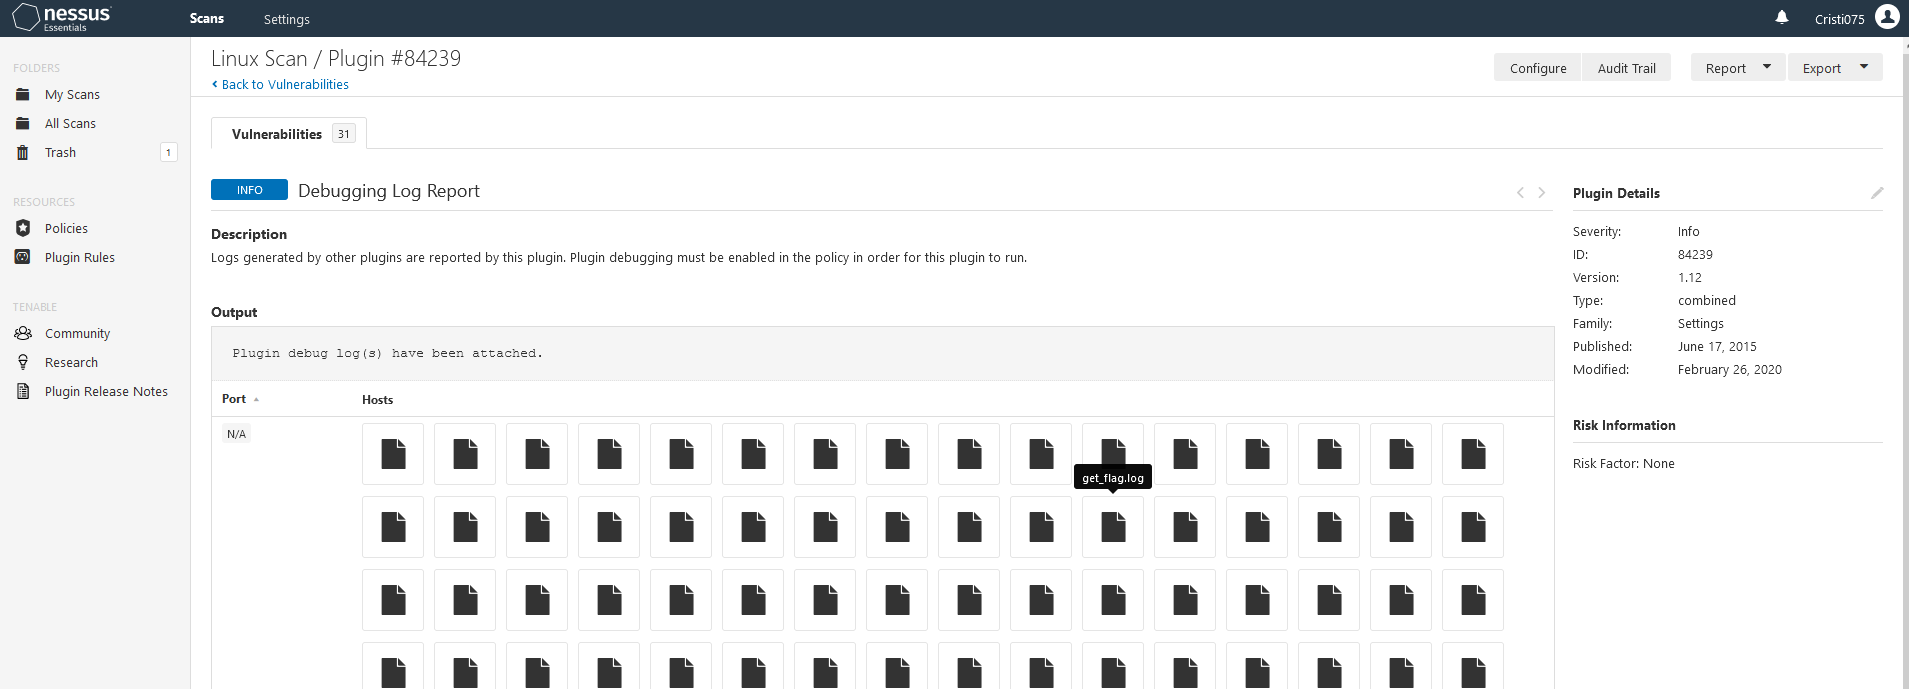 nessus
Essentials
Scans
Settings
Cristi075
FOLDERS
My Scans
All Scans
Trash
1
RESOURCES
Policies
Plugin Rules
TENABLE
Community
Research
Plugin Release Notes
Linux Scan / Plugin #84239
Back to Vulnerabilities
Configure
Audit Trail
Report
Export
Vulnerabilities 31
INFO Debugging Log Report
Description
Logs generated by other plugins are reported by this plugin. Plugin debugging must be enabled in the policy in order for this plugin to run.
Output
Plugin debug log(s) have been attached.
Port Hosts
N/A
get_flag.log
Plugin Details
Severity: Info
ID: 84239
Version: 1.12
Type: combined
Family: Settings
Published: June 17, 2015
Modified: February 26, 2020
Risk Information
Risk Factor: None